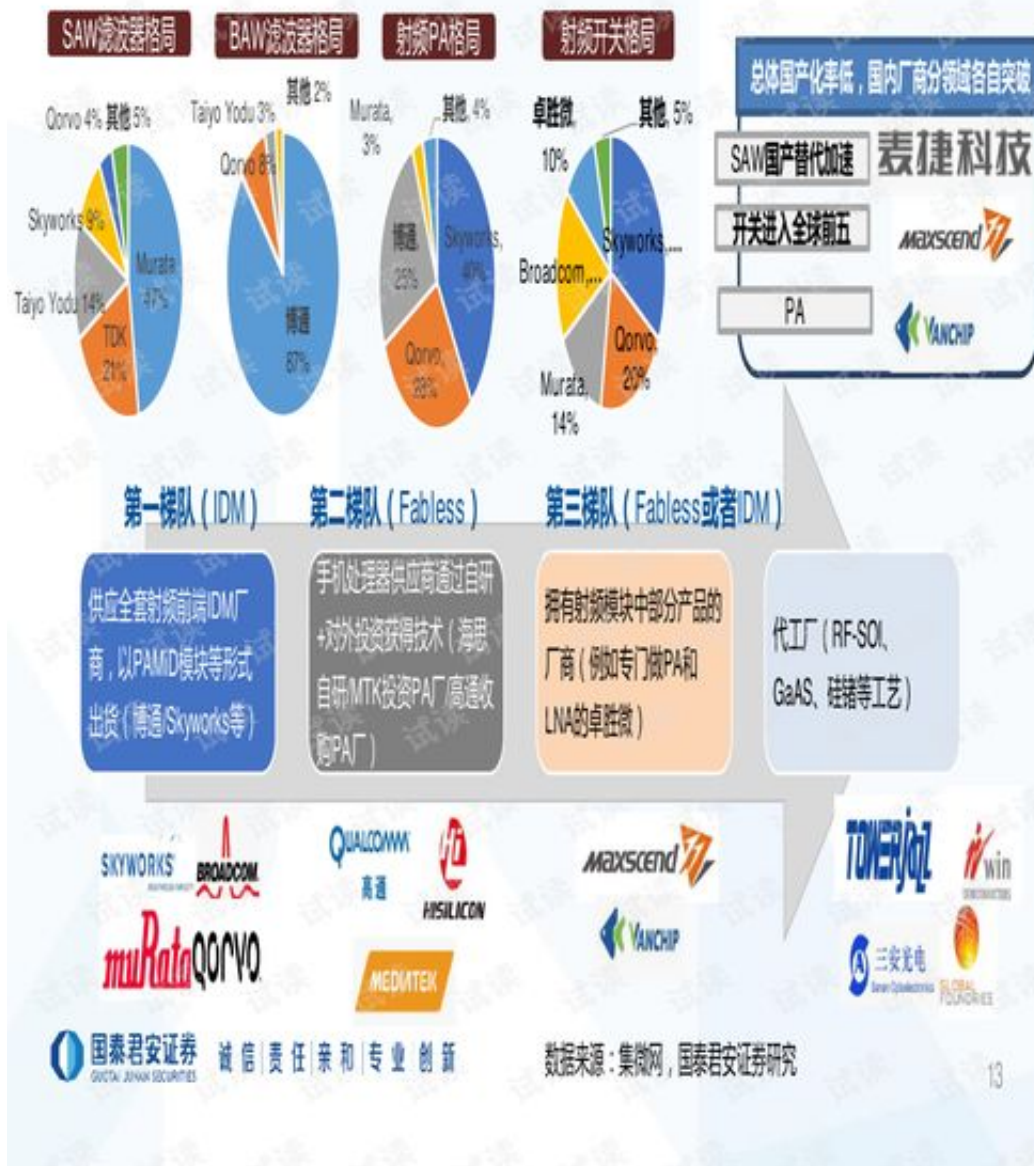 SAW滤波器格局
BAW滤波器格局
射频PA格局
射频开关格局
Qorvo 4%
其他 5%
Skyworks 9%
Taiyo Yodu 14%
TDK
21%
Murata
47%
Taiyo Yodu 3%
其他 2%
Qorvo 8%
博通
87%
Murata,
3%
其他, 4%
博通,
25%
Skyworks,
40%
Qorvo,
28%
卓胜微,
10%
其他, 5%
Skyworks,...
Broadcom,...
Murata,
14%
Qorvo,
20%
总体国产化率低，国内厂商分领域各自突破
SAW国产替代加速
麦捷科技
开关进入全球前五
Maxscend
PA
VANCHIP
第一梯队（IDM）
第二梯队（Fabless）
第三梯队（Fabless或者IDM）
供应全套射频前端IDM厂
商，以PAMiD模块等形式
出货（博通/Skyworks等）
手机处理器供应商通过自研
+对外投资获得技术（海思
自研/MTK投资PA厂/高通收
购PA厂）
拥有射频模块中部分产品的
厂商（例如专门做PA和
LNA的卓胜微）
代工厂（RF-SOI、
GaAS、硅锗等工艺）
SKYWORKS
BROADCOM.
muRata
QORVO
QUALCOMM
高通
HISILICON
MEDIATEK
Maxscend
VANCHIP
TOWERjazz
win
SEMICONDUCTORS
三安光电
Sanan Optoelectronics
GLOBAL
FOUNDRIES
国泰君安证券
GUOTAI JUNAN SECURITIES
诚信|责任|亲和|专业 创新
数据来源：集微网，国泰君安证券研究
13
试读